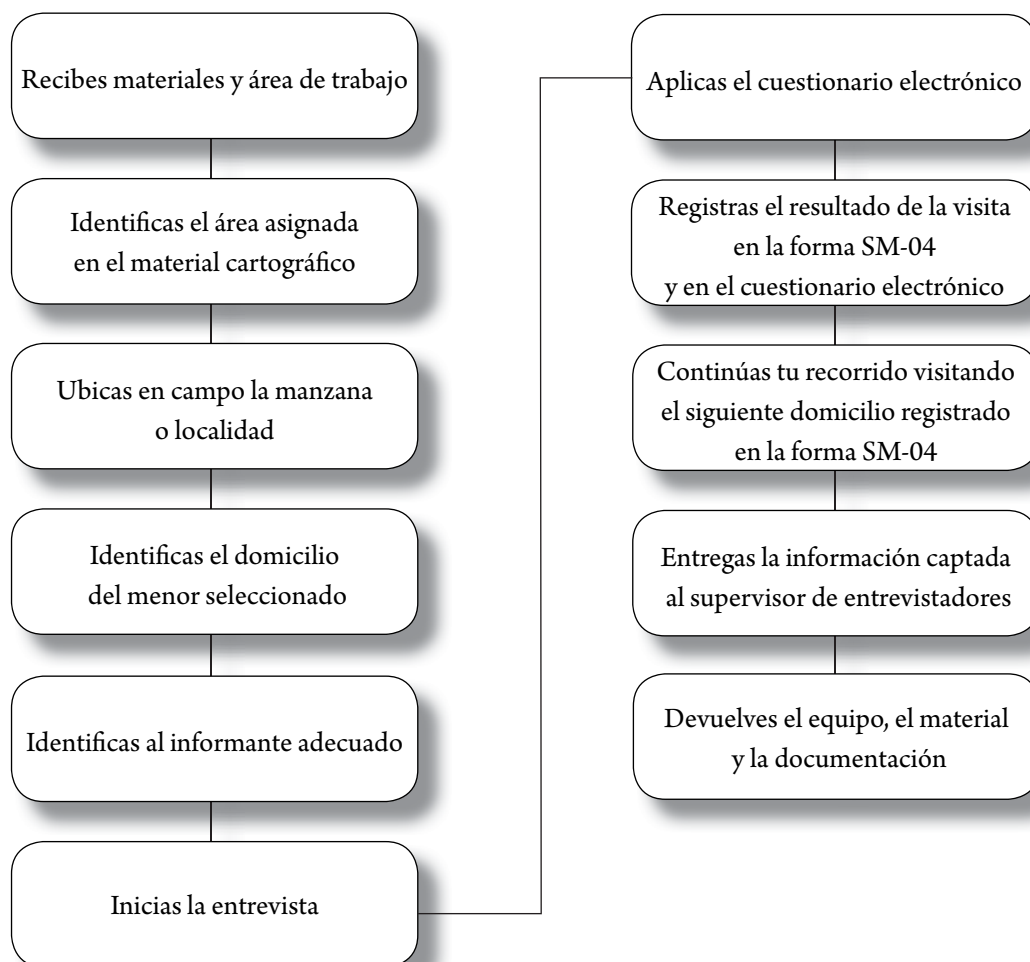 Recibes materiales y área de trabajo
Identificas el área asignada
en el material cartográfico
Ubicas en campo la manzana
o localidad
Identificas el domicilio
del menor seleccionado
Identificas al informante adecuado
Inicias la entrevista
Aplicas el cuestionario electrónico
Registras el resultado de la visita
en la forma SM-04
y en el cuestionario electrónico
Continúas tu recorrido visitando
el siguiente domicilio registrado
en la forma SM-04
Entregas la información captada
al supervisor de entrevistadores
Devuelves el equipo, el material
y la documentación